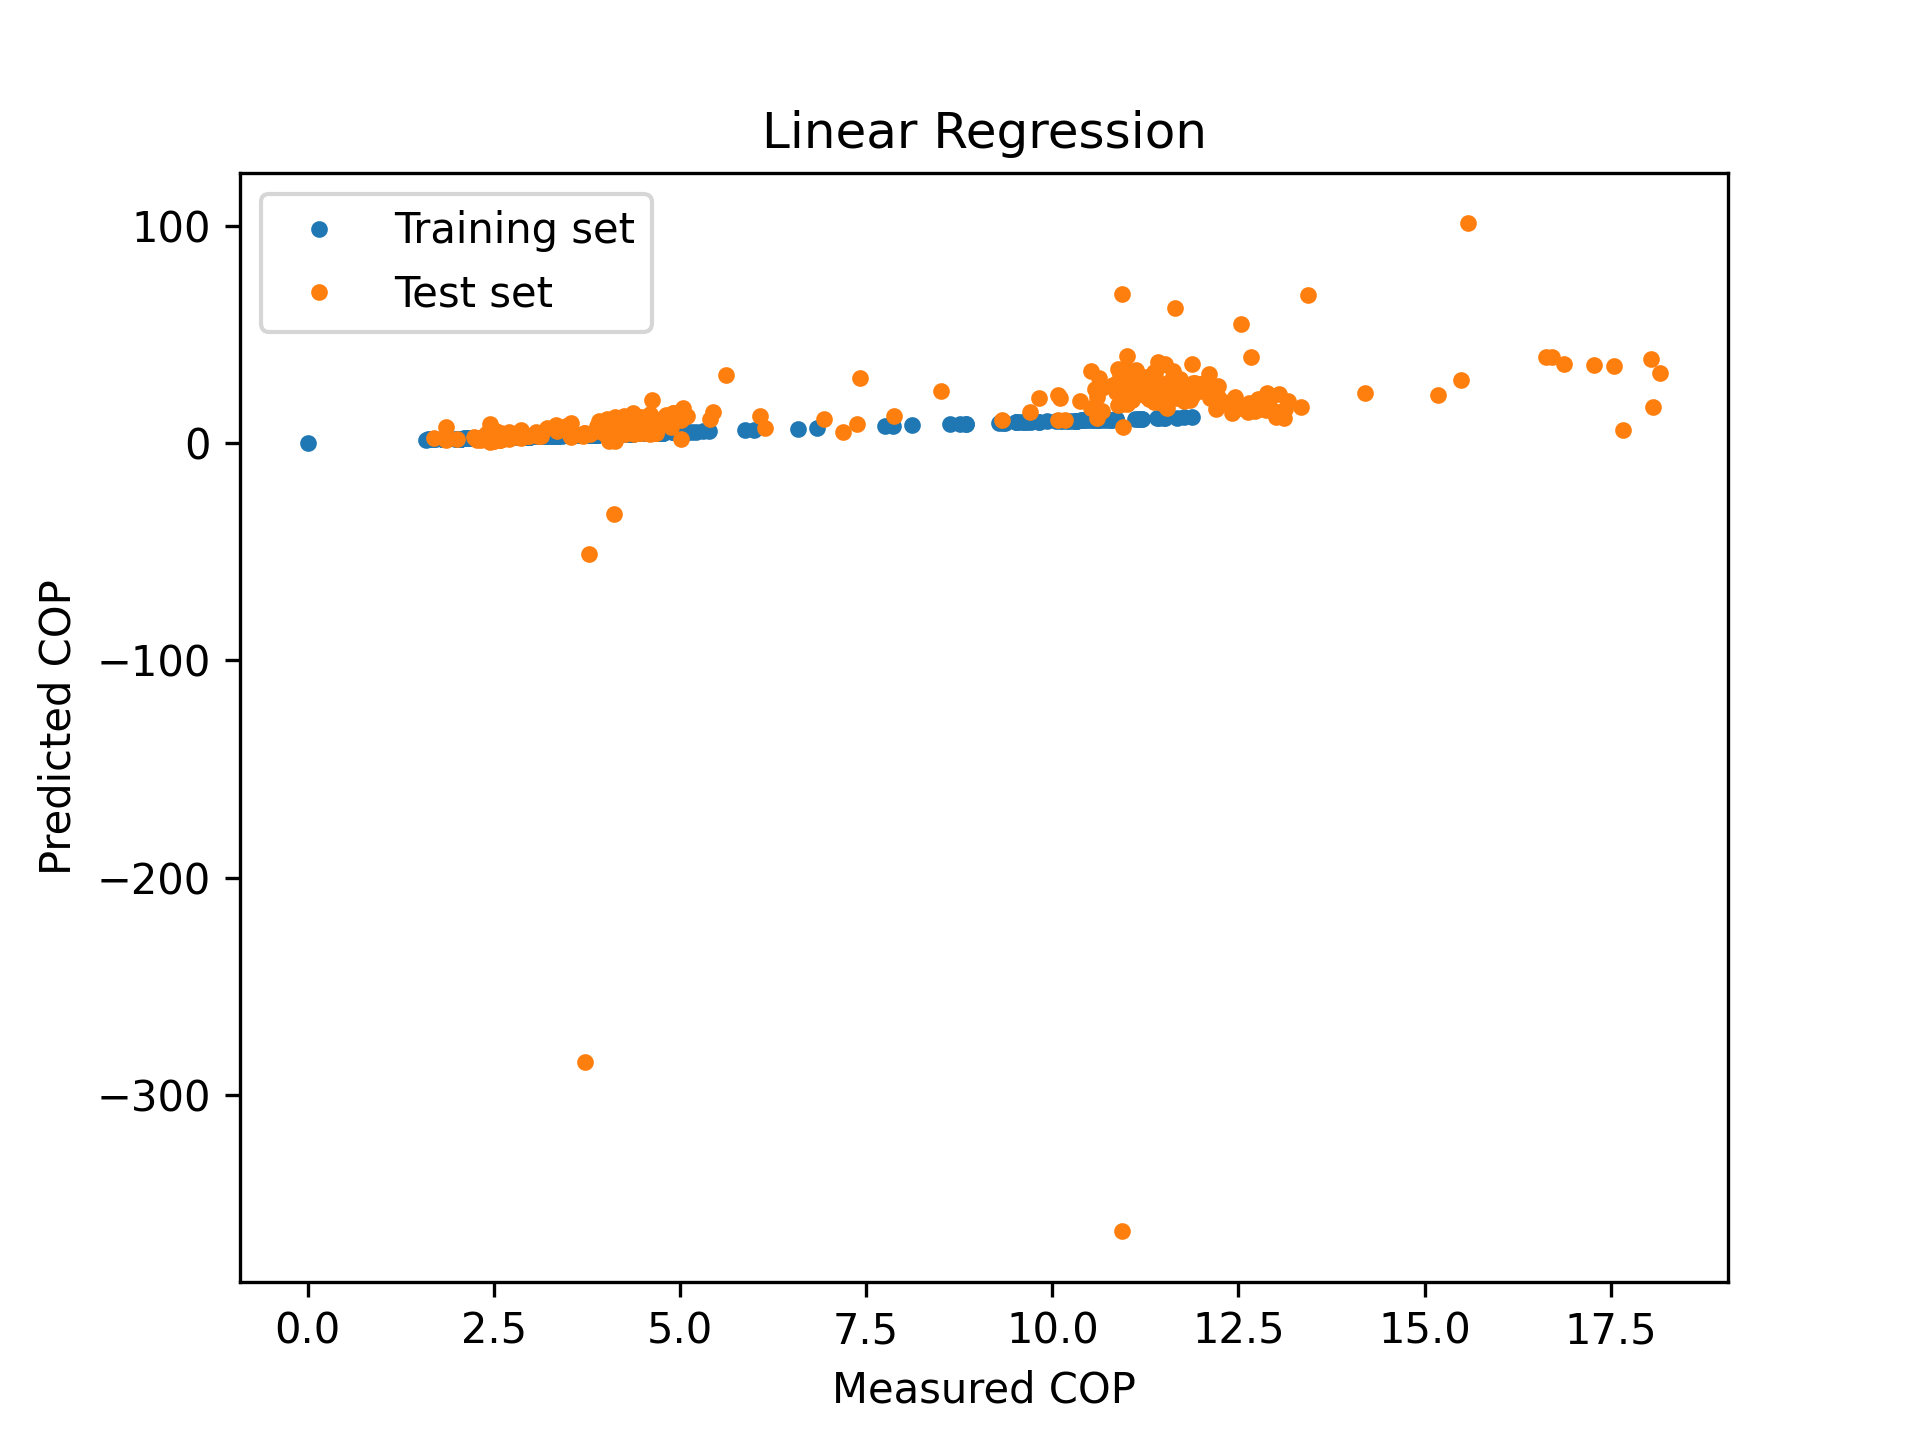 Linear Regression
Training set
Test set
100
0
−100
−200
−300
Predicted COP
0.0 2.5 5.0 7.5 10.0 12.5 15.0 17.5
Measured COP